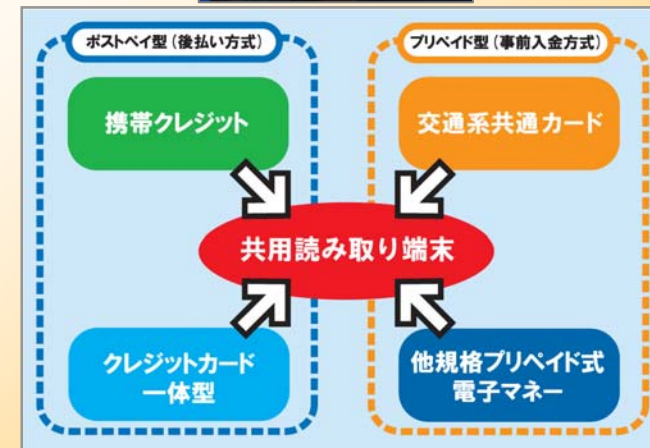 ポストペイ型(後払い方式)
プリペイド型(事前入金方式)
携帯クレジット
交通系共通カード
共用読み取り端末
クレジットカード
一体型
他規格プリペイド式
電子マネー